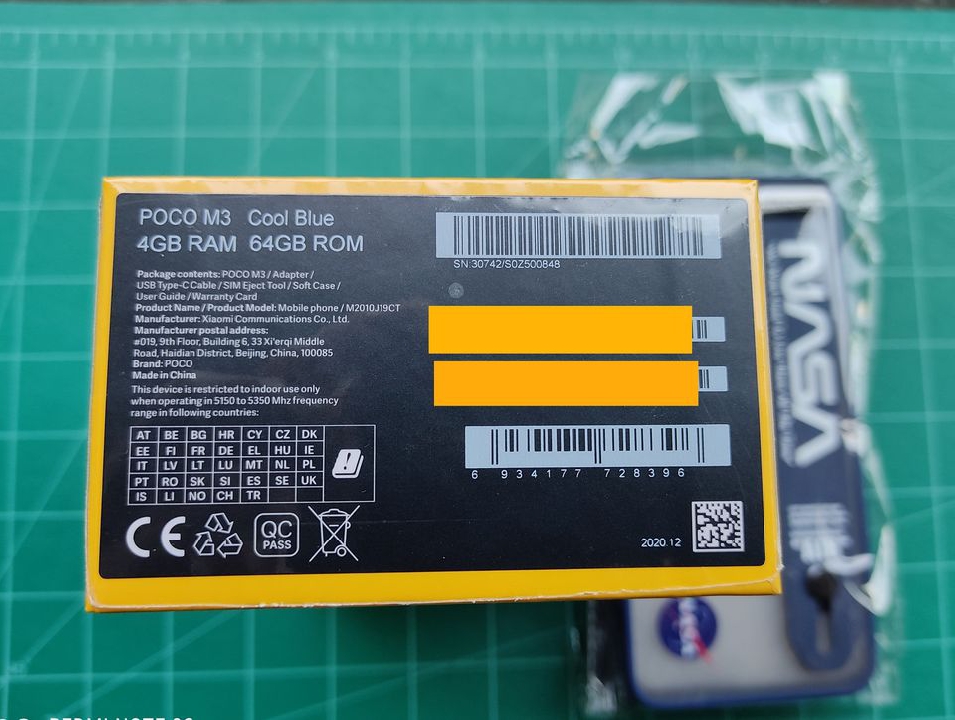 POCO M3 Cool Blue
4GB RAM 64GB ROM
Package contents: POCO M3 / Adapter /
USB Type-C Cable / SIM Eject Tool / Soft Case /
User Guide / Warranty Card
Product Name / Product Model: Mobile phone / M2010J19CT
Manufacturer: Xiaomi Communications Co., Ltd.
Manufacturer postal address:
#019, 9th Floor, Building 6, 33 Xi'erqi Middle
Road, Haidian District, Beijing, China, 100085
Brand: POCO
Made in China
This device is restricted to indoor use only
when operating in 5150 to 5350 Mhz frequency
range in following countries:
AT BE BG HR CY CZ DK
EE FI FR DE EL HU IE
IT LV LT LU MT NL PL
PT RO SK SI ES SE UK
IS LI NO CH TR
CE
QC
PASS
SN:30742/S0Z500848
6 934177 728396
2020.12
NASA
NASA